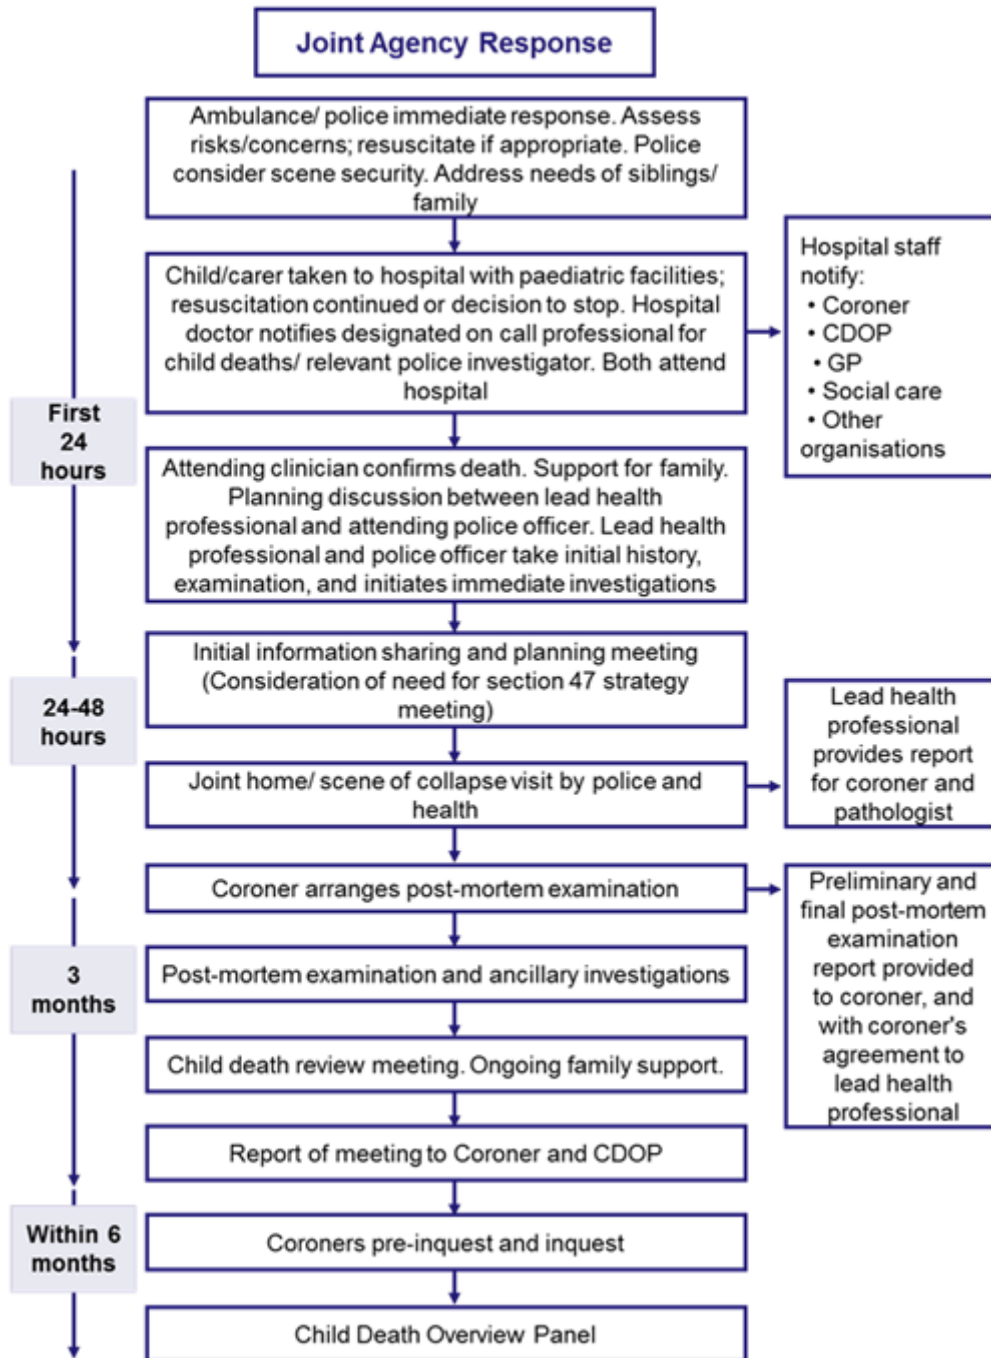 Joint Agency Response
Ambulance/ police immediate response. Assess
risks/concerns; resuscitate if appropriate. Police
consider scene security. Address needs of siblings/
family
Child/carer taken to hospital with paediatric facilities;
resuscitation continued or decision to stop. Hospital
doctor notifies designated on call professional for
child deaths/ relevant police investigator. Both attend
hospital
Hospital staff
notify:
• Coroner
• CDOP
• GP
• Social care
• Other
organisations
First
24
hours
Attending clinician confirms death. Support for family.
Planning discussion between lead health
professional and attending police officer. Lead health
professional and police officer take initial history,
examination, and initiates immediate investigations
24-48
hours
Initial information sharing and planning meeting
(Consideration of need for section 47 strategy
meeting)
Joint home/ scene of collapse visit by police and
health
Lead health
professional
provides report
for coroner and
pathologist
Coroner arranges post-mortem examination
Preliminary and
final post-mortem
examination
report provided
to coroner, and
with coroner's
agreement to
lead health
professional
3
months
Post-mortem examination and ancillary investigations
Child death review meeting. Ongoing family support.
Report of meeting to Coroner and CDOP
Within 6
months
Coroners pre-inquest and inquest
Child Death Overview Panel